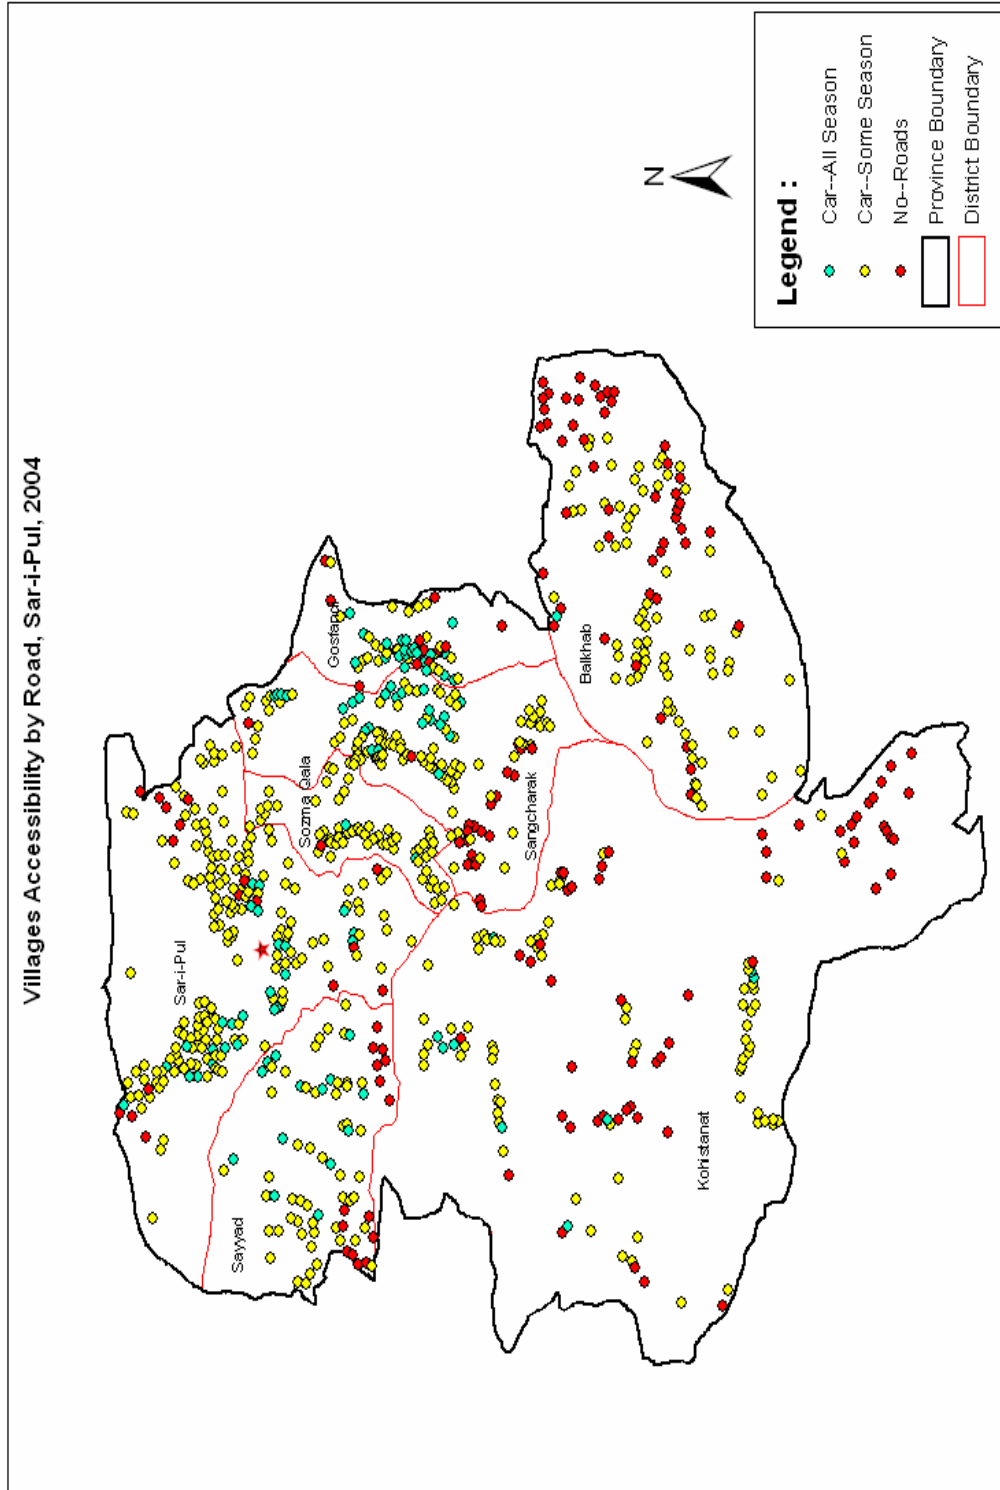 Villages Accessibility by Road, Sar-i-Pul, 2004
N
Sar-i-Pul
Sayyad
Sozma Qala
Gosfandi
Sangcharak
Balkhab
Kohistanat
Legend :
Car--All Season
Car--Some Season
No--Roads
Province Boundary
District Boundary